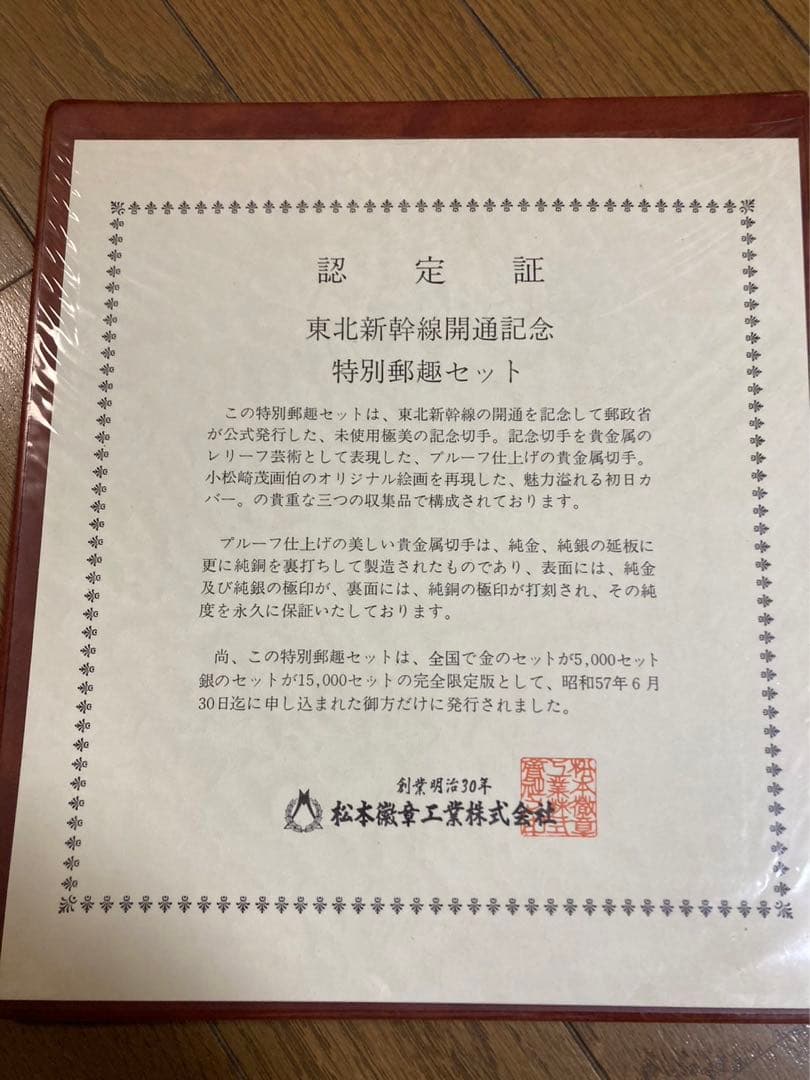 認定証
東北新幹線開通記念
特別郵趣セット
この特別郵趣セットは、東北新幹線の開通を記念して郵政省
が公式発行した、未使用極美の記念切手。記念切手を貴金属の
レリーフ芸術として表現した、プルーフ仕上げの貴金属切手。
小松崎茂画伯のオリジナル絵画を再現した、魅力溢れる初日カ
バー。の貴重な三つの収集品で構成されております。
プルーフ仕上げの美しい貴金属切手は、純金、純銀の延板に
更に純銅を裏打ちして製造されたものであり、表面には、純金
及び純銀の極印が、裏面には、純銅の極印が打刻され、その純
度を永久に保証いたしております。
尚、この特別郵趣セットは、全国で金のセットが5,000セット
銀のセットが15,000セットの完全限定版として、昭和57年6月
30日迄に申し込まれた御方だけに発行されました。
創業明治30年
松本徽章工業株式会社